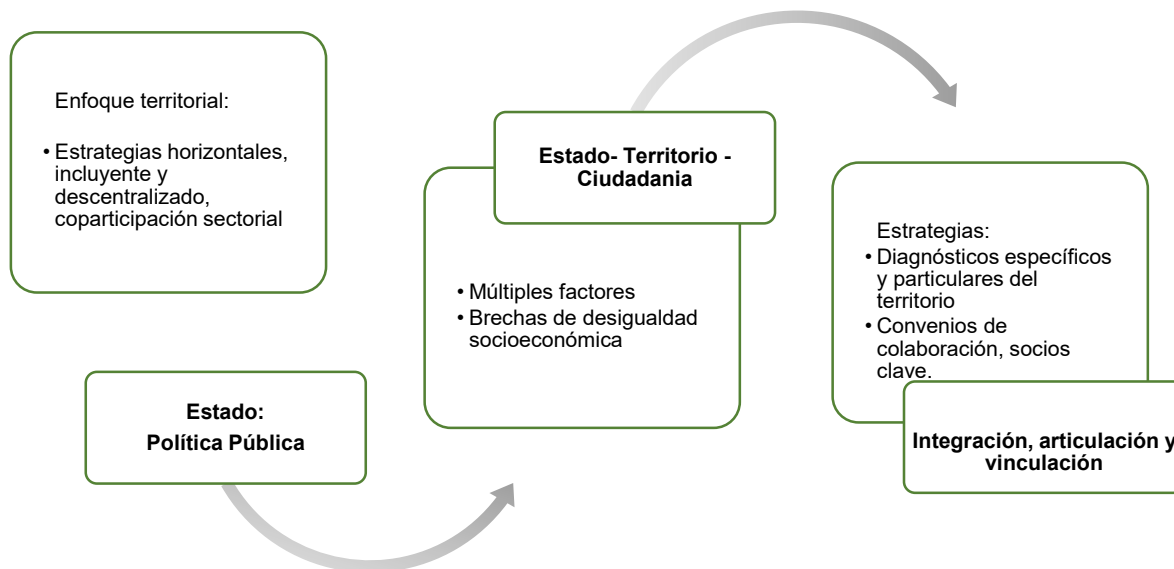 Enfoque territorial:
• Estrategias horizontales,
incluyente y
descentralizado,
coparticipación sectorial
Estado:
Política Pública
Estado- Territorio -
Ciudadania
• Múltiples factores
• Brechas de desigualdad
socioeconómica
Estrategias:
• Diagnósticos específicos
y particulares del
territorio
• Convenios de
colaboración, socios
clave.
Integración, articulación y
vinculación